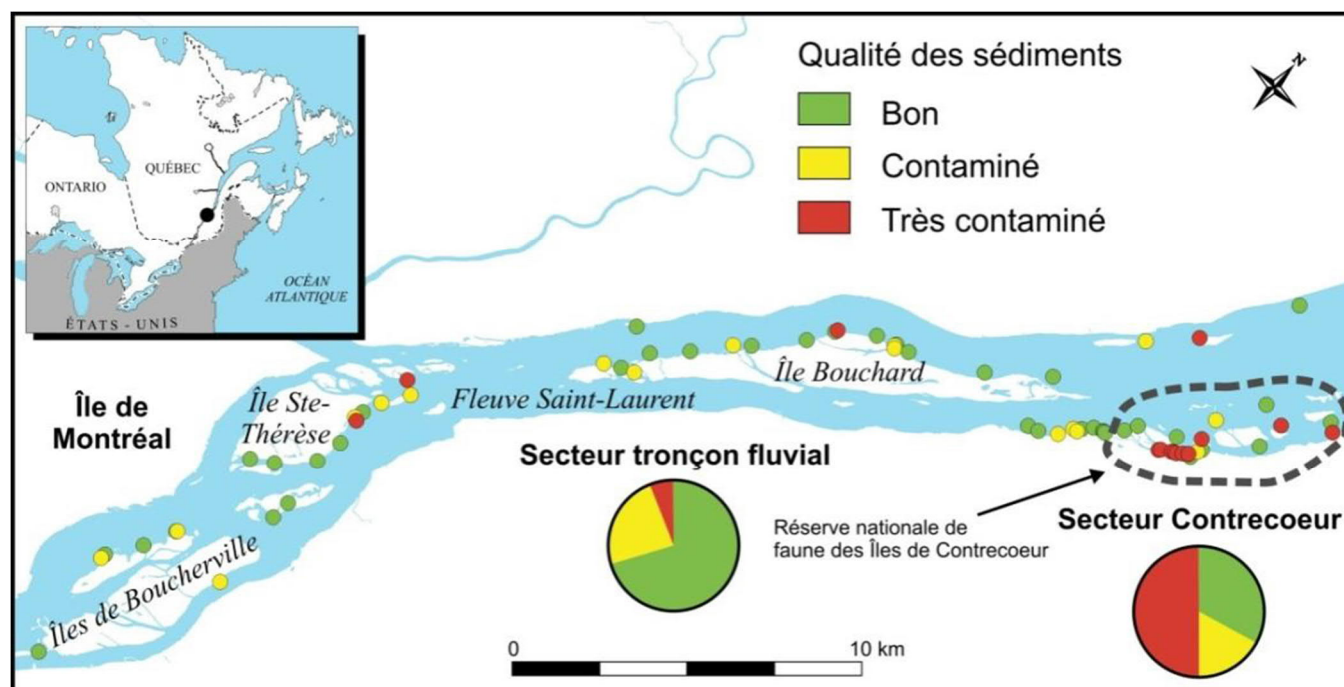 QUÉBEC
ONTARIO
OCÉAN
ATLANTIQUE
ÉTATS - UNIS
Qualité des sédiments
Bon
Contaminé
Très contaminé
N
Île de
Montréal
Île Ste-
Thérèse
Fleuve Saint-Laurent
Île Bouchard
Îles de Boucherville
Secteur tronçon fluvial
Réserve nationale de
faune des Îles de Contrecoeur
Secteur Contrecoeur
0
10 km